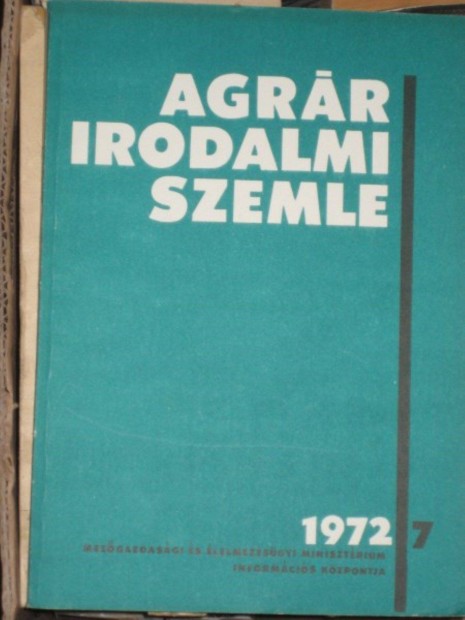 AGRÁR
IRODALMI
SZEMLE
1972 7
MEZŐGAZDASÁGI ÉS ÉLELMEZÉSÜGYI MINISZTÉRIUM
INFORMÁCIÓS KÖZPONTJA